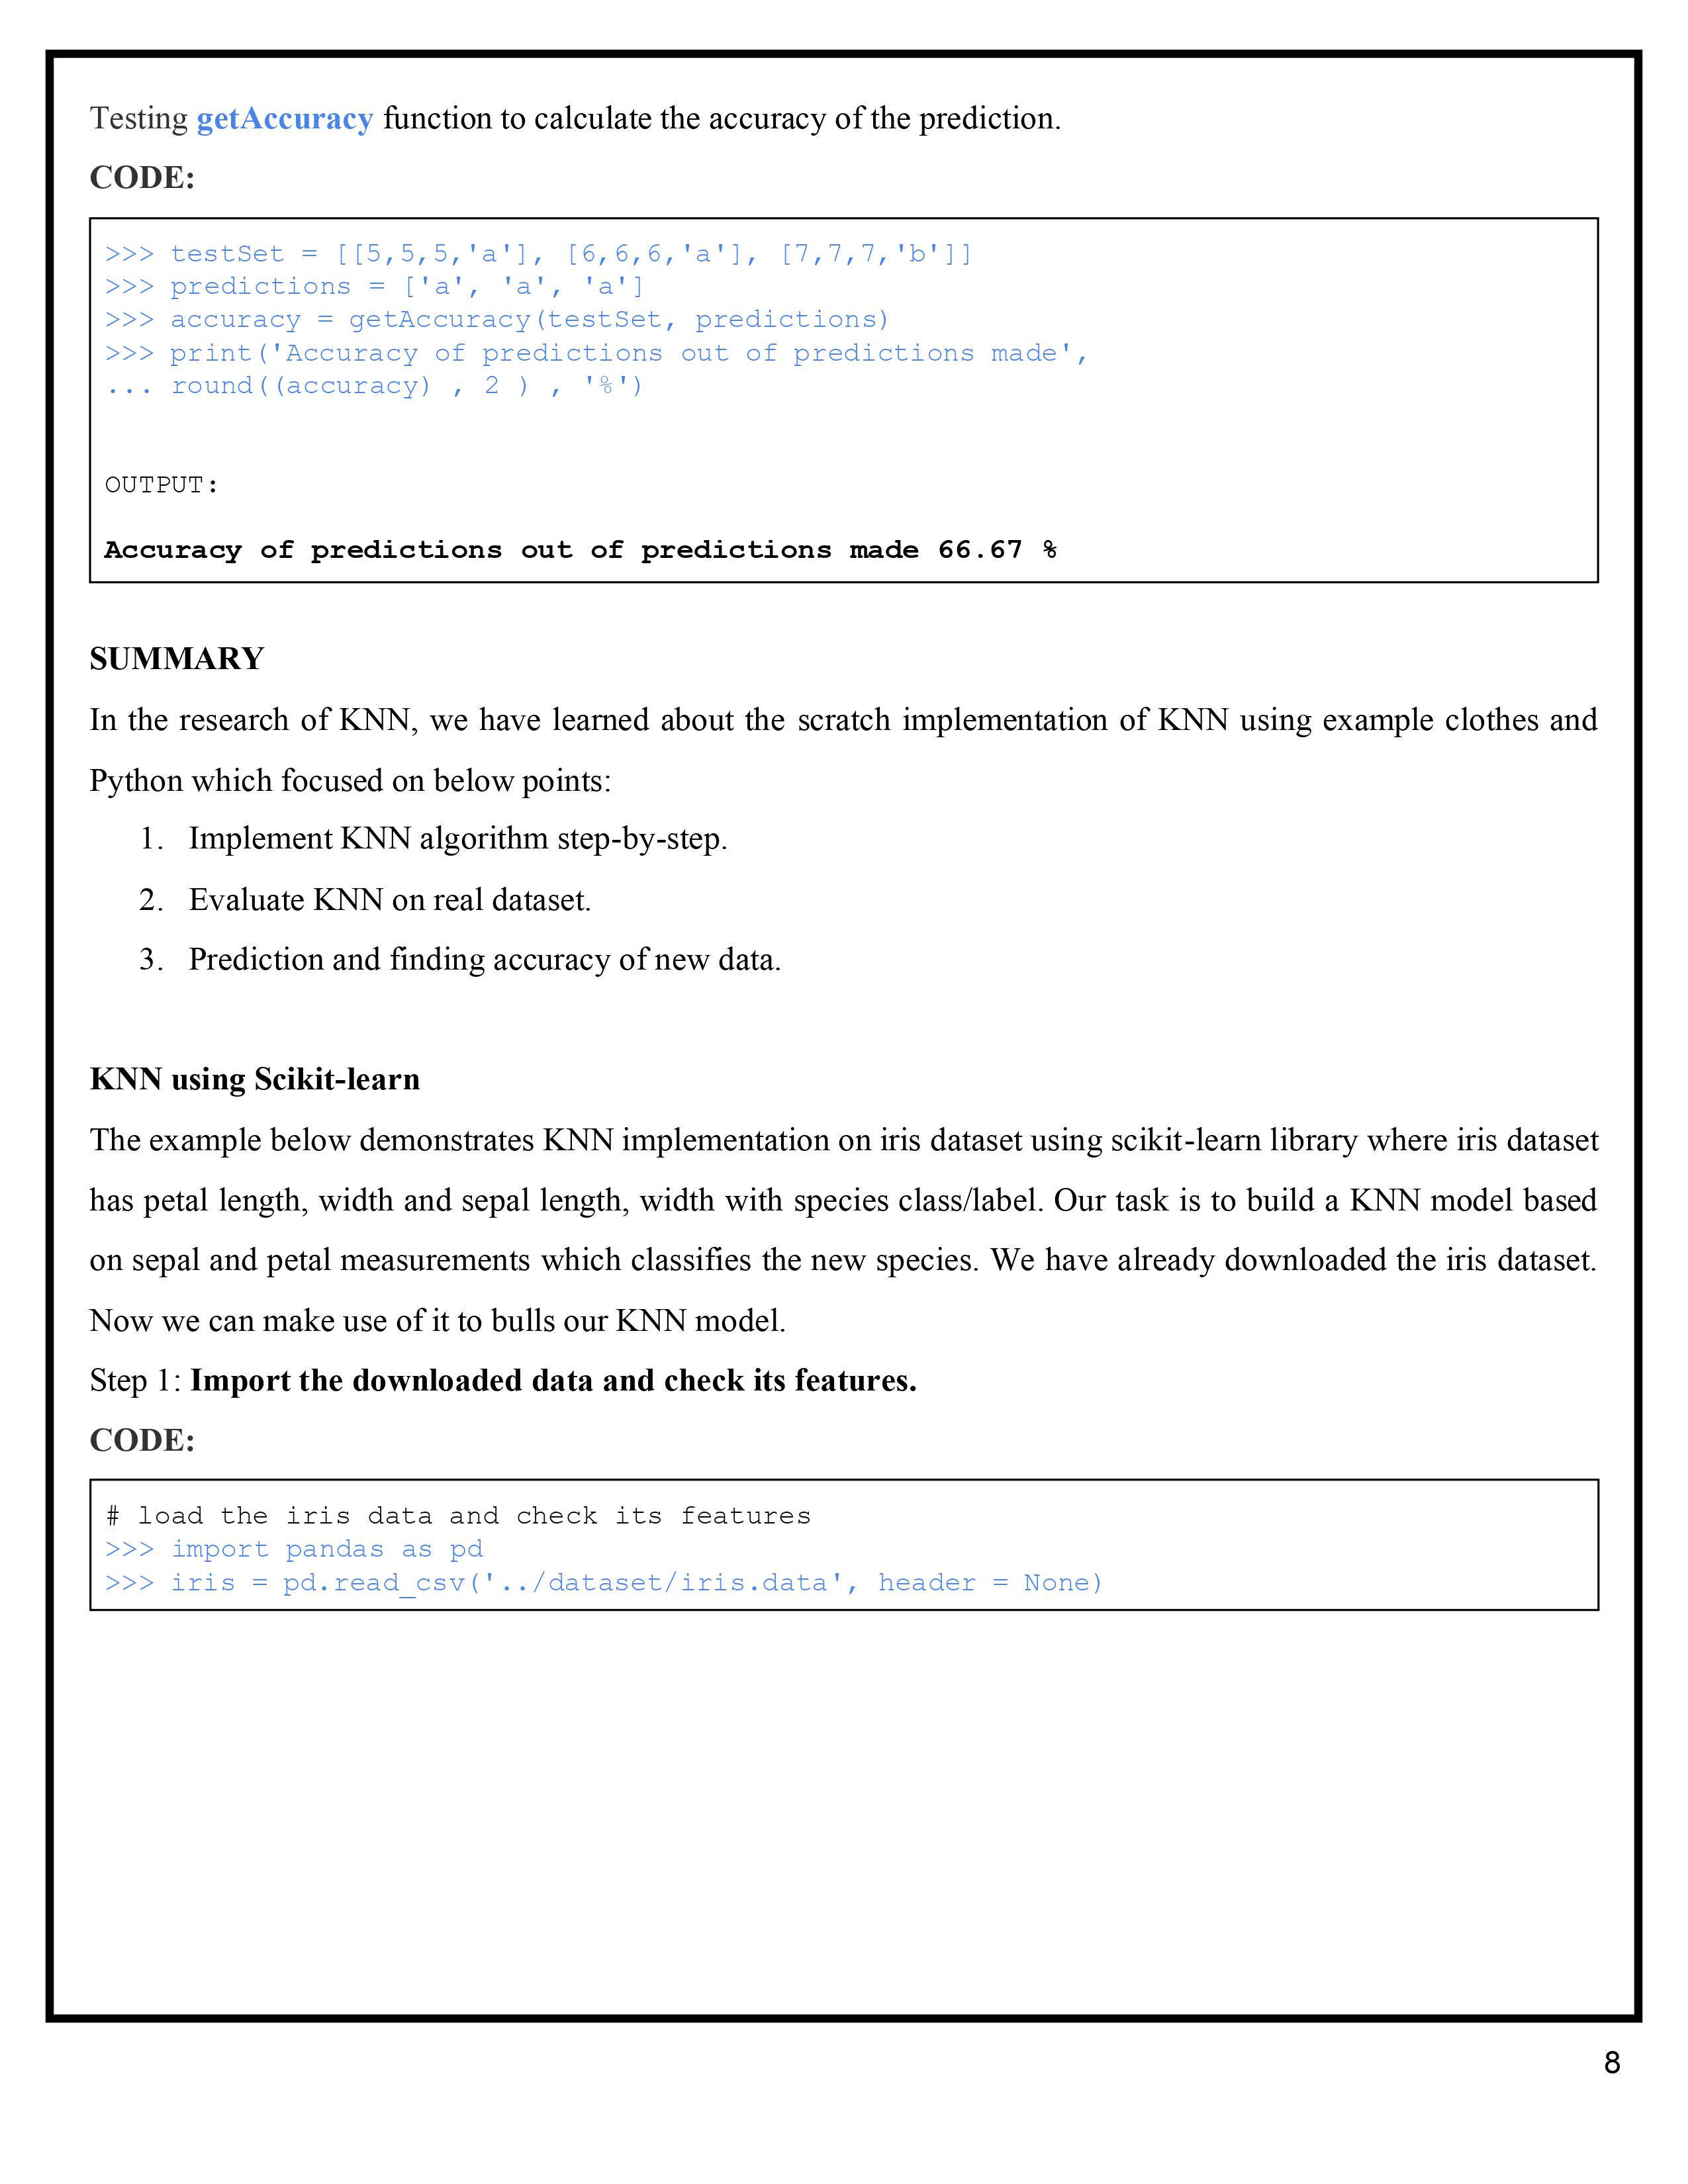 Testing getAccuracy function to calculate the accuracy of the prediction.
CODE:
>>> testSet = [[5,5,5,'a'], [6,6,6,'a'], [7,7,7,'b']]
>>> predictions = ['a', 'a', 'a']
>>> accuracy = getAccuracy(testSet, predictions)
>>> print('Accuracy of predictions out of predictions made',
... round((accuracy) , 2 ) , '%')
OUTPUT:
Accuracy of predictions out of predictions made 66.67 %
SUMMARY
In the research of KNN, we have learned about the scratch implementation of KNN using example clothes and
Python which focused on below points:
1. Implement KNN algorithm step-by-step.
2. Evaluate KNN on real dataset.
3. Prediction and finding accuracy of new data.
KNN using Scikit-learn
The example below demonstrates KNN implementation on iris dataset using scikit-learn library where iris dataset
has petal length, width and sepal length, width with species class/label. Our task is to build a KNN model based
on sepal and petal measurements which classifies the new species. We have already downloaded the iris dataset.
Now we can make use of it to bulls our KNN model.
Step 1: Import the downloaded data and check its features.
CODE:
# load the iris data and check its features
>>> import pandas as pd
>>> iris = pd.read_csv('../dataset/iris.data', header = None)
8